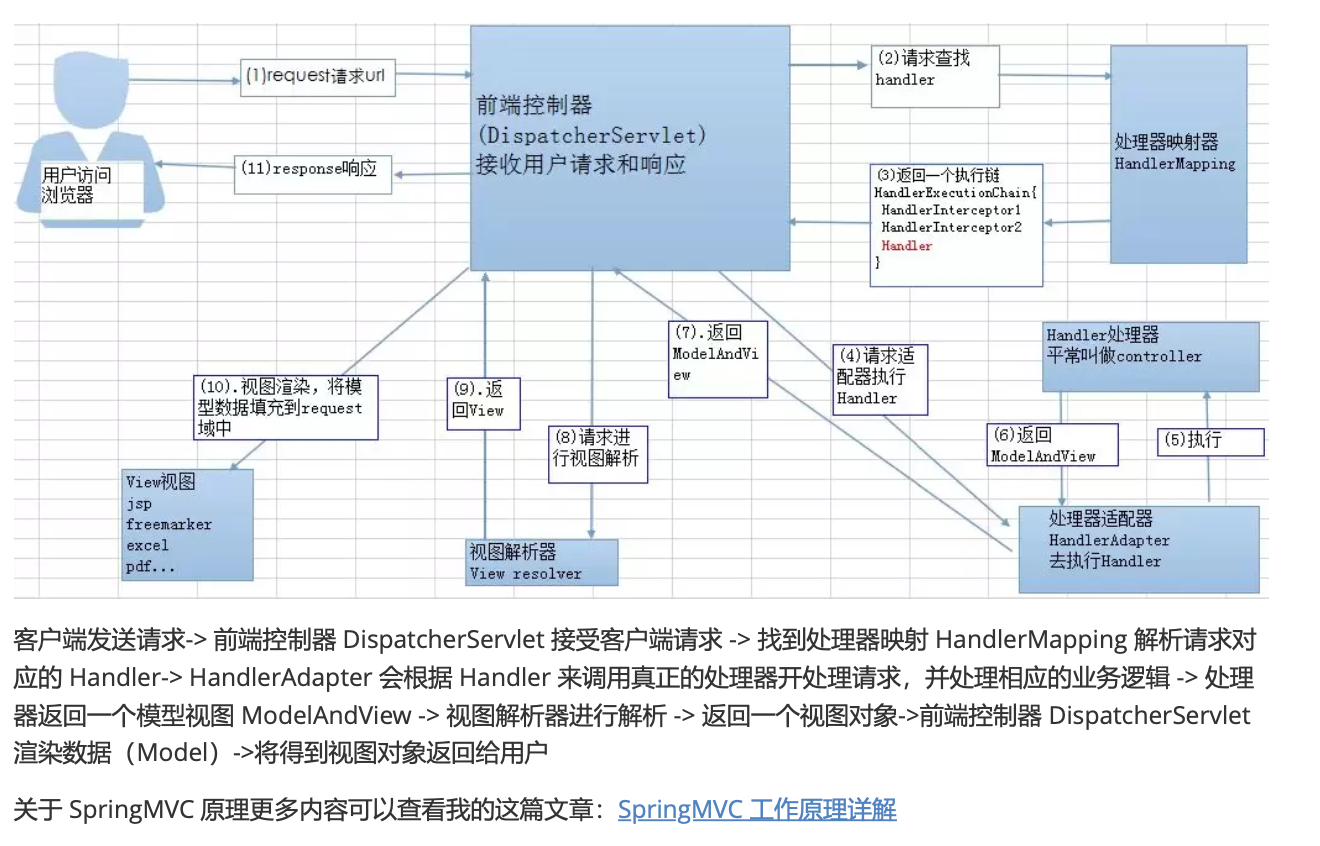 (1)request请求url
(2)请求查找
handler
前端控制器
(DispatcherServlet)
接收用户请求和响应
处理器映射器
HandlerMapping
(11)response响应
用户访问
浏览器
(3)返回一个执行链
HandlerExecutionChain{
HandlerInterceptor1
HandlerInterceptor2
Handler
}
(7).返回
ModelAndVi
ew
(4)请求适
配器执行
Handler
Handler处理器
平常叫做controller
(10).视图渲染，将模
型数据填充到request
域中
(9).返
回View
(8)请求进
行视图解析
(6)返回
ModelAndView
(5)执行
View视图
jsp
freemarker
excel
pdf...
视图解析器
View resolver
处理器适配器
HandlerAdapter
去执行Handler
客户端发送请求-> 前端控制器 DispatcherServlet 接受客户端请求 -> 找到处理器映射 HandlerMapping 解析请求对
应的 Handler-> HandlerAdapter 会根据 Handler 来调用真正的处理器开处理请求，并处理相应的业务逻辑 -> 处理
器返回一个模型视图 ModelAndView -> 视图解析器进行解析 -> 返回一个视图对象->前端控制器 DispatcherServlet
渲染数据（Model）->将得到视图对象返回给用户
关于 SpringMVC 原理更多内容可以查看我的这篇文章：SpringMVC 工作原理详解